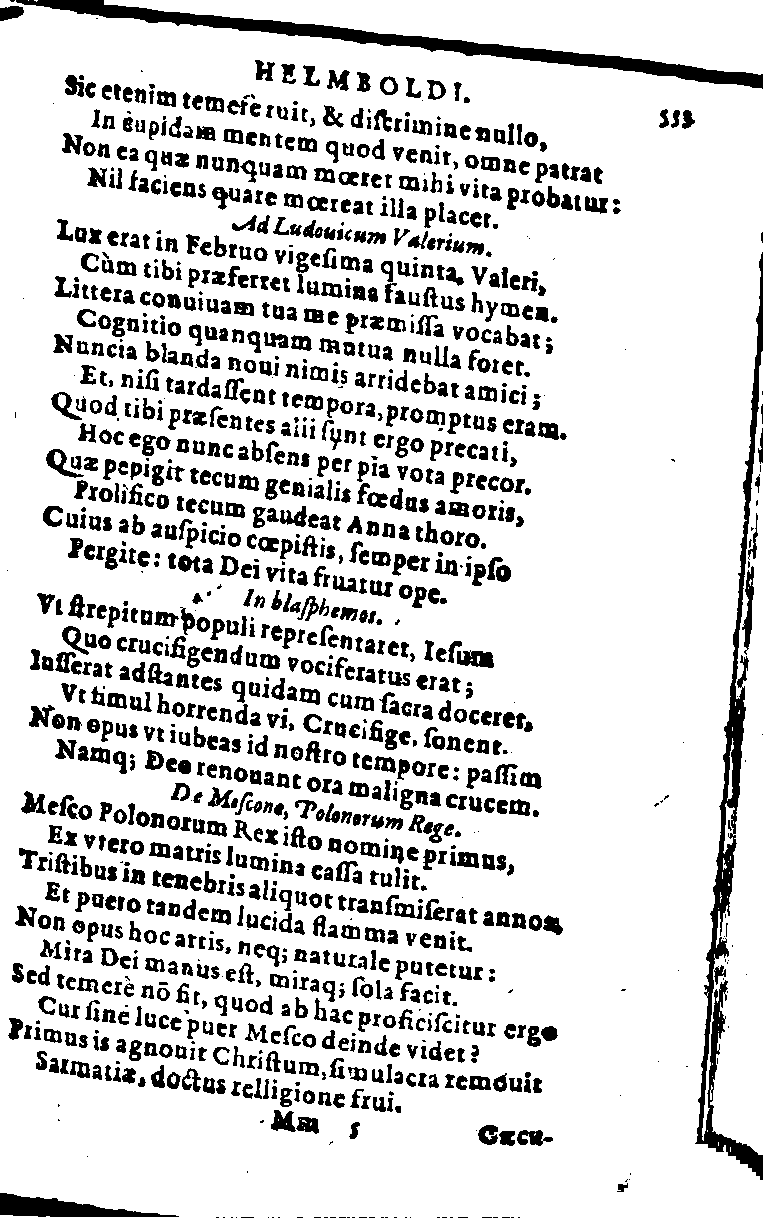 HELMBOLDI. 553
Sic etenim temerè ruit, & diſcrimine nullo,
In cupidam mentem quod venit, omne patrat
Non ea quæ nunquam mœret mihi vita probatur:
Nil faciens quare mœreat illa placet.
Ad Ludouicum Valerium.
Lux erat in Februo vigeſima quinta, Valeri,
Cùm tibi præferret lumina fauſtus hymen.
Littera conuiuam tua me præmiſſa vocabat;
Cognitio quanquam mutua nulla foret.
Nuncia blanda noui nimis arridebat amici;
Et, niſi tardaſſent tempora, promptus eram.
Quod tibi præſentes alii ſunt ergo precati,
Hoc ego nunc abſens per pia vota precor.
Quæ pepigit tecum genialis fœdus amoris,
Prolifico tecum gaudeat Anna thoro.
Cuius ab auſpicio cœpiſtis, ſemper in ipſo
Pergite: tota Dei vita fruatur ope.
In blaſphemos.
Vt ſtrepitum populi repreſentaret, Ieſum
Quo crucifigendum vociferatus erat;
Iuſſerat adſtantes quidam cum ſacra doceret,
Vt ſimul horrenda vi, Crucifige, ſonent.
Non opus vt iubeas id noſtro tempore: paſſim
Namq; Deo renouant ora maligna crucem.
De Meſcone, Polonorum Rege.
Meſco Polonorum Rex iſto nomine primus,
Ex vtero matris lumina caſſa tulit.
Triſtibus in tenebris aliquot tranſmiſerat annos,
Et puero tandem lucida flamma venit.
Non opus hoc artis, neq; naturale putetur:
Mira Dei manus eſt, miraq; ſola facit.
Sed temerè nō fit, quod ab hac proficiſcitur ergo
Cur ſine luce puer Meſco deinde videt?
Primus is agnouit Chriſtum, ſimulacra remouit
Sarmatiæ, doctus relligione frui.
Mm 5 Græcu-